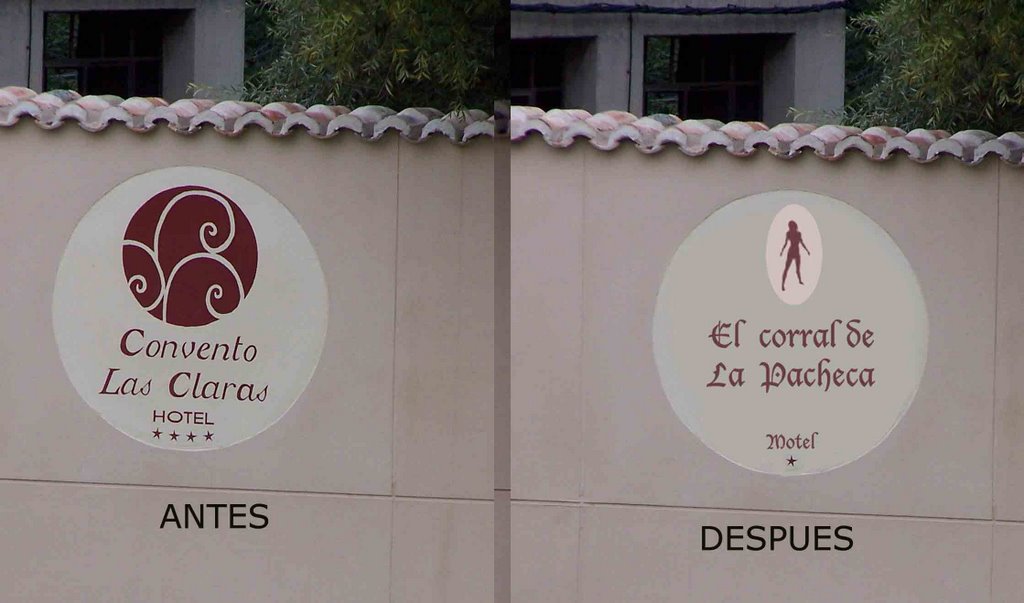 Convento
Las Claras
HOTEL
★★★★
ANTES
El corral de
La Pacheca
Motel
★
DESPUES